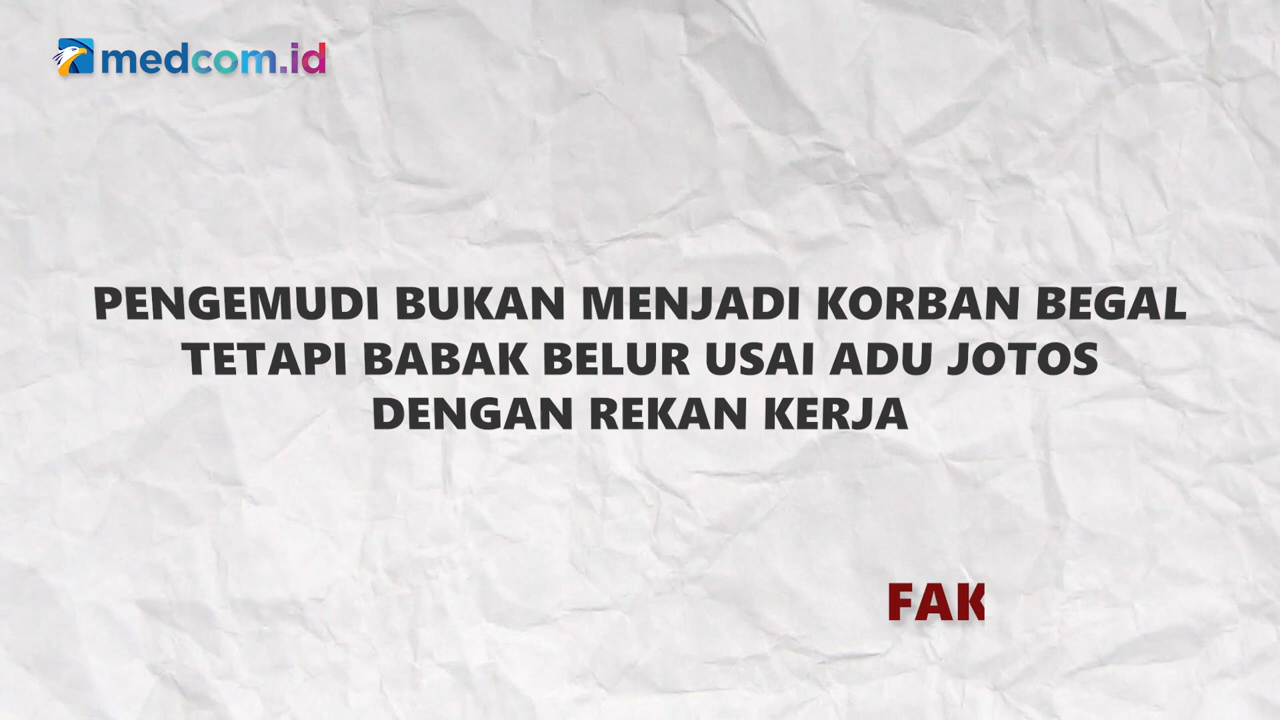 medcom.id
PENGEMUDI BUKAN MENJADI KORBAN BEGAL
TETAPI BABAK BELUR USAI ADU JOTOS
DENGAN REKAN KERJA
FAK